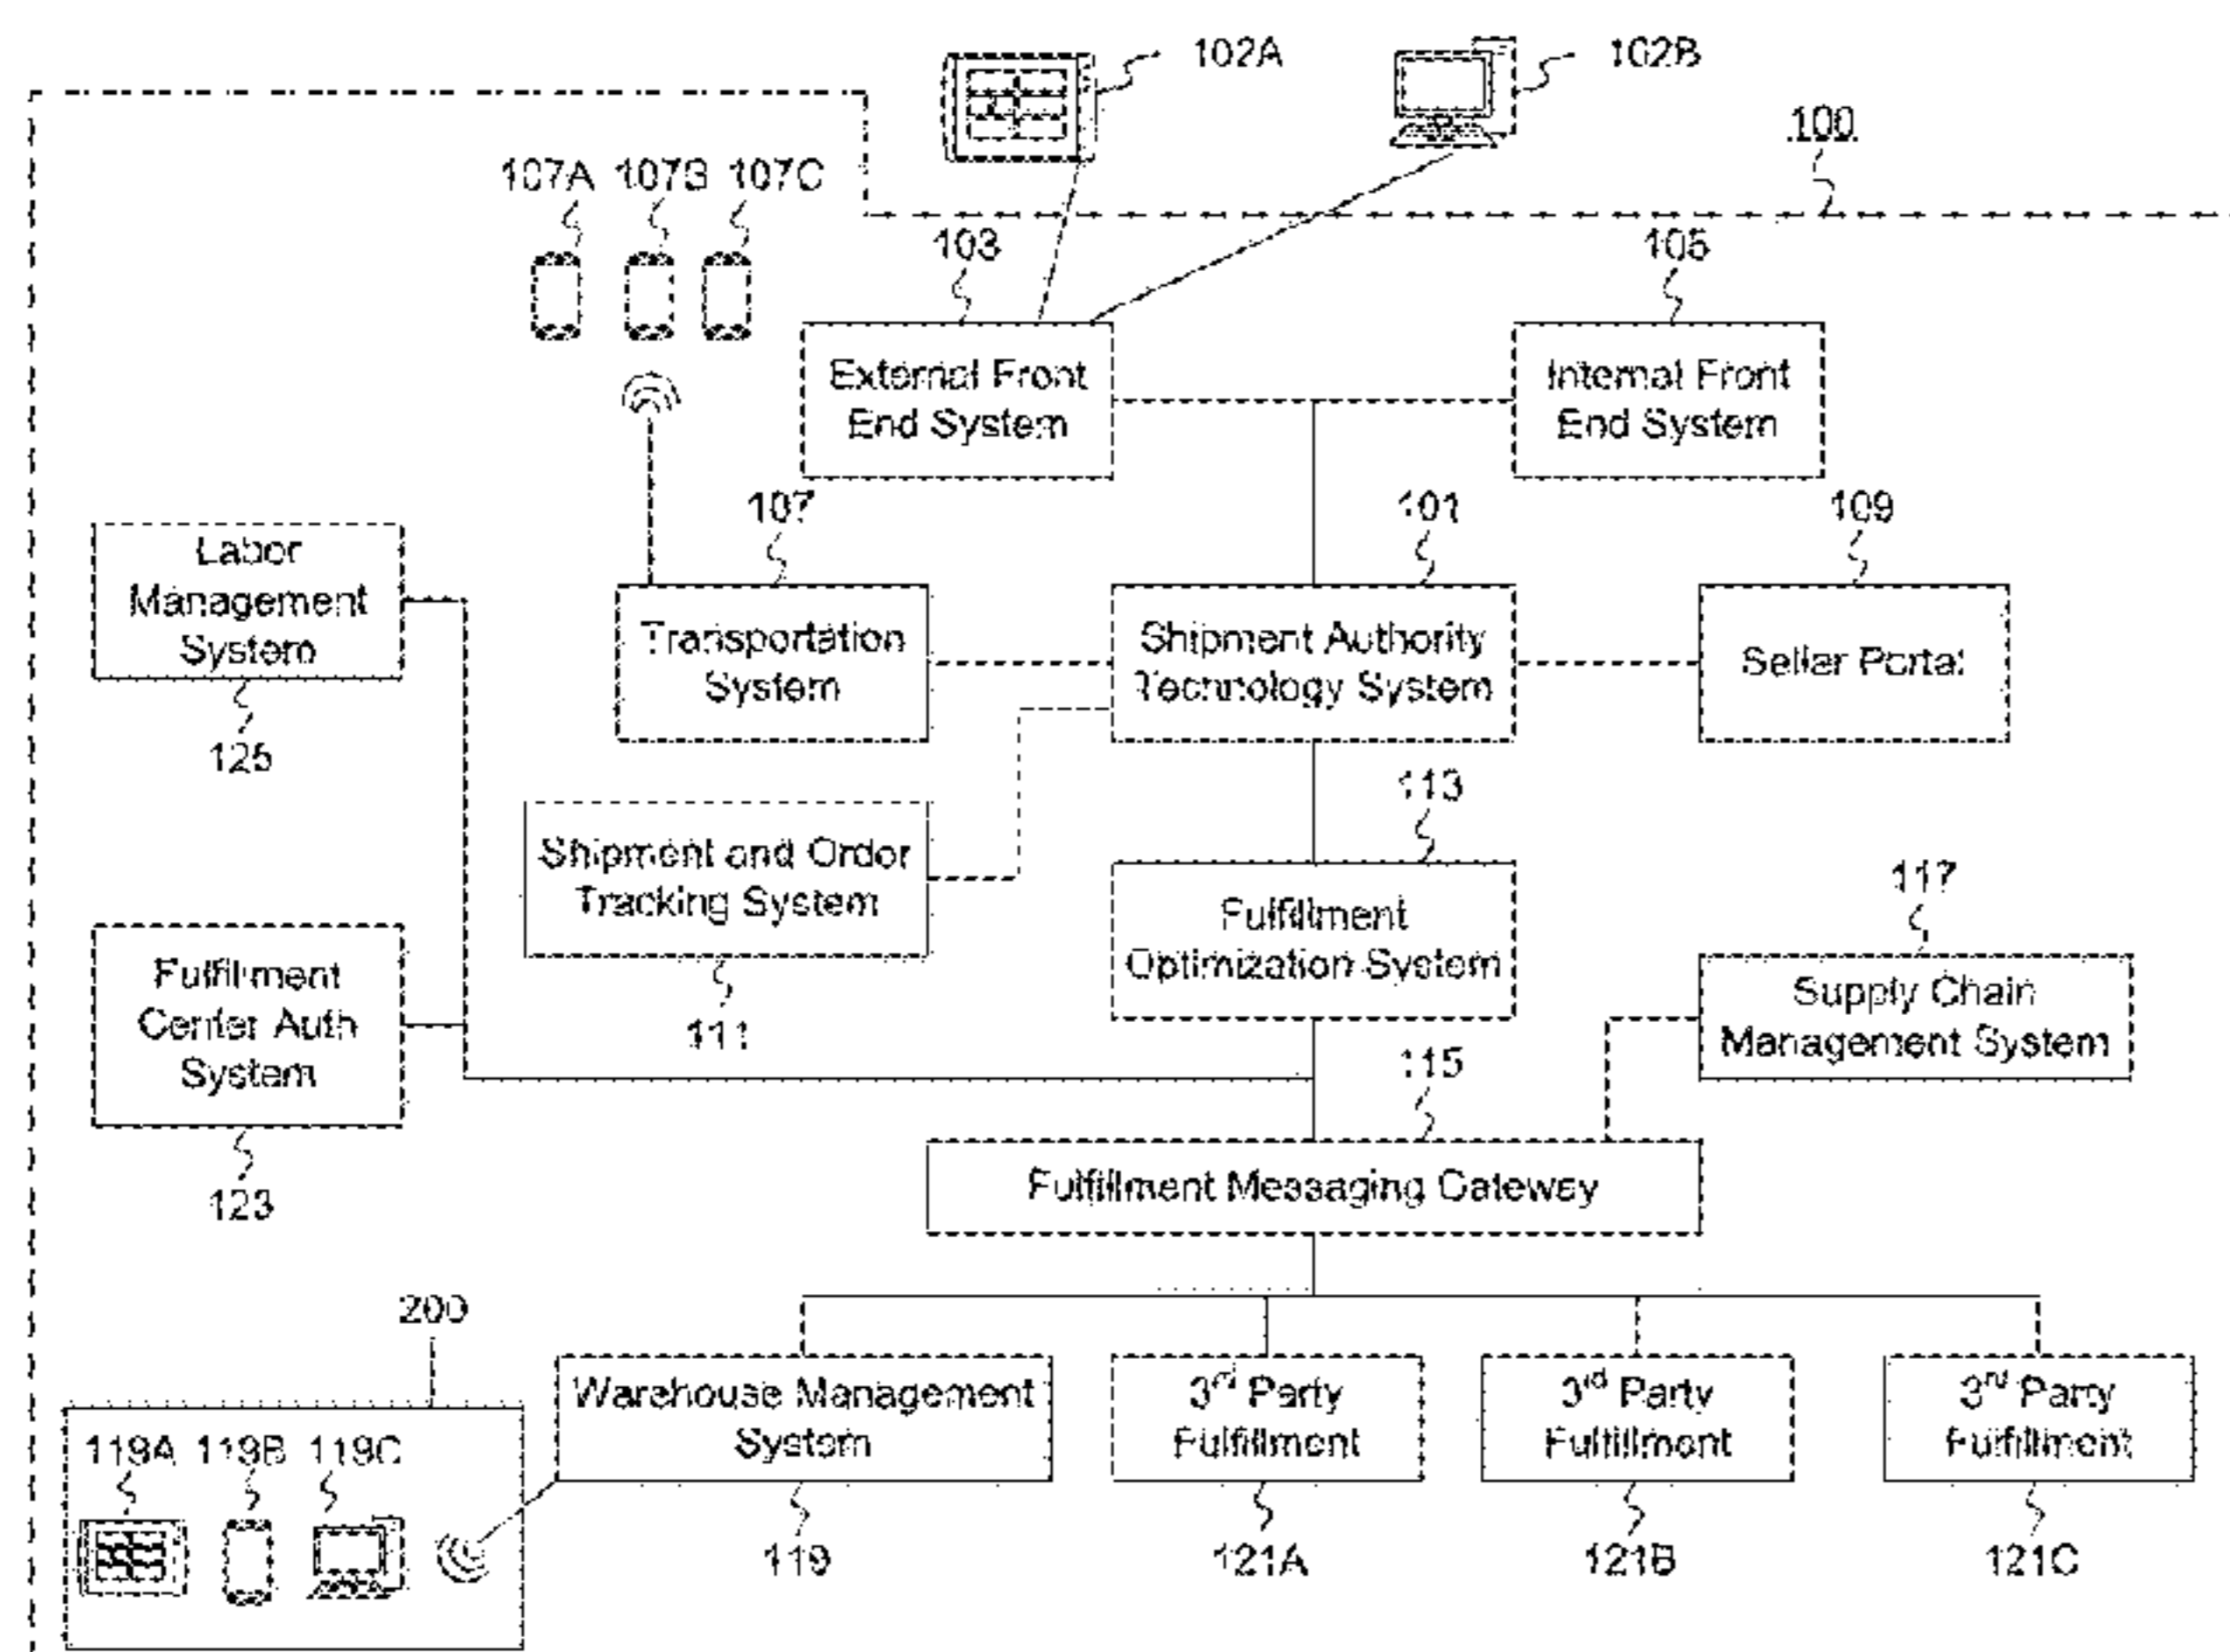 102A
102B
100
107A 107B 107C
103
105
External Front
End System
Internal Front
End System
107
101
109
Labor
Management
System
Transportation
System
Shipment Authority
Technology System
Seller Portal
125
113
Shipment and Order
Tracking System
117
Fulfillment
Optimization System
Fulfillment
Center Auth
System
Supply Chain
Management System
111
115
123
Fulfillment Messaging Gateway
200
Warehouse Management
System
3rd Party
Fulfillment
3rd Party
Fulfillment
3rd Party
Fulfillment
119A 119B 119C
119
121A
121B
121C